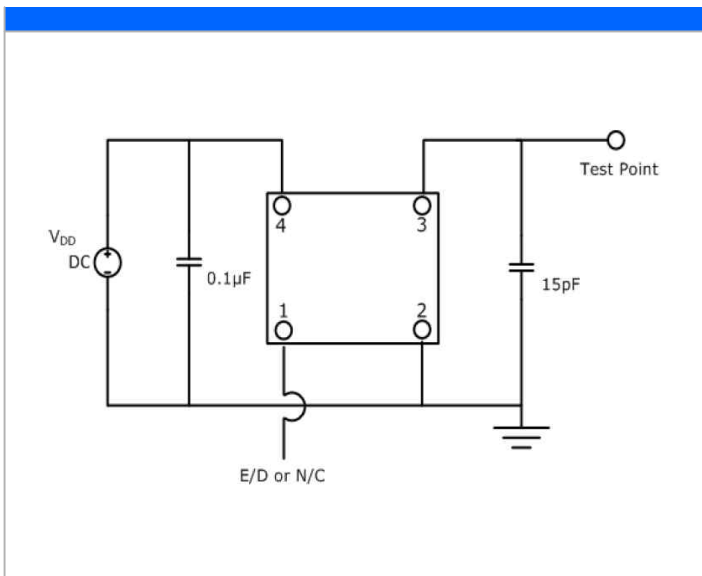 Test Point
4
3
V_DD
DC
0.1µF
15pF
1
2
E/D or N/C